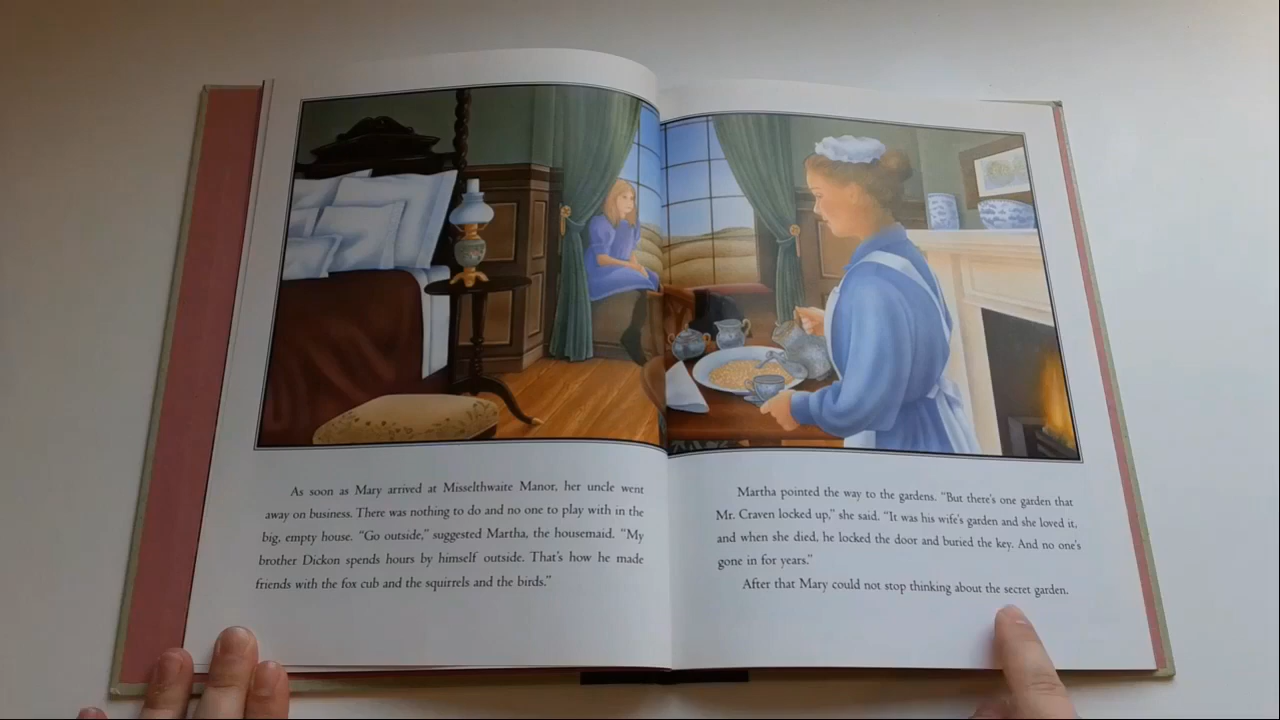 As soon as Mary arrived at Misselthwaite Manor, her uncle went
away on business. There was nothing to do and no one to play with in the
big, empty house. "Go outside," suggested Martha, the housemaid. "My
brother Dickon spends hours by himself outside. That's how he made
friends with the fox cub and the squirrels and the birds."
Martha pointed the way to the gardens. "But there's one garden that
Mr. Craven locked up," she said. "It was his wife's garden and she loved it,
and when she died, he locked the door and buried the key. And no one's
gone in for years."
After that Mary could not stop thinking about the secret garden.